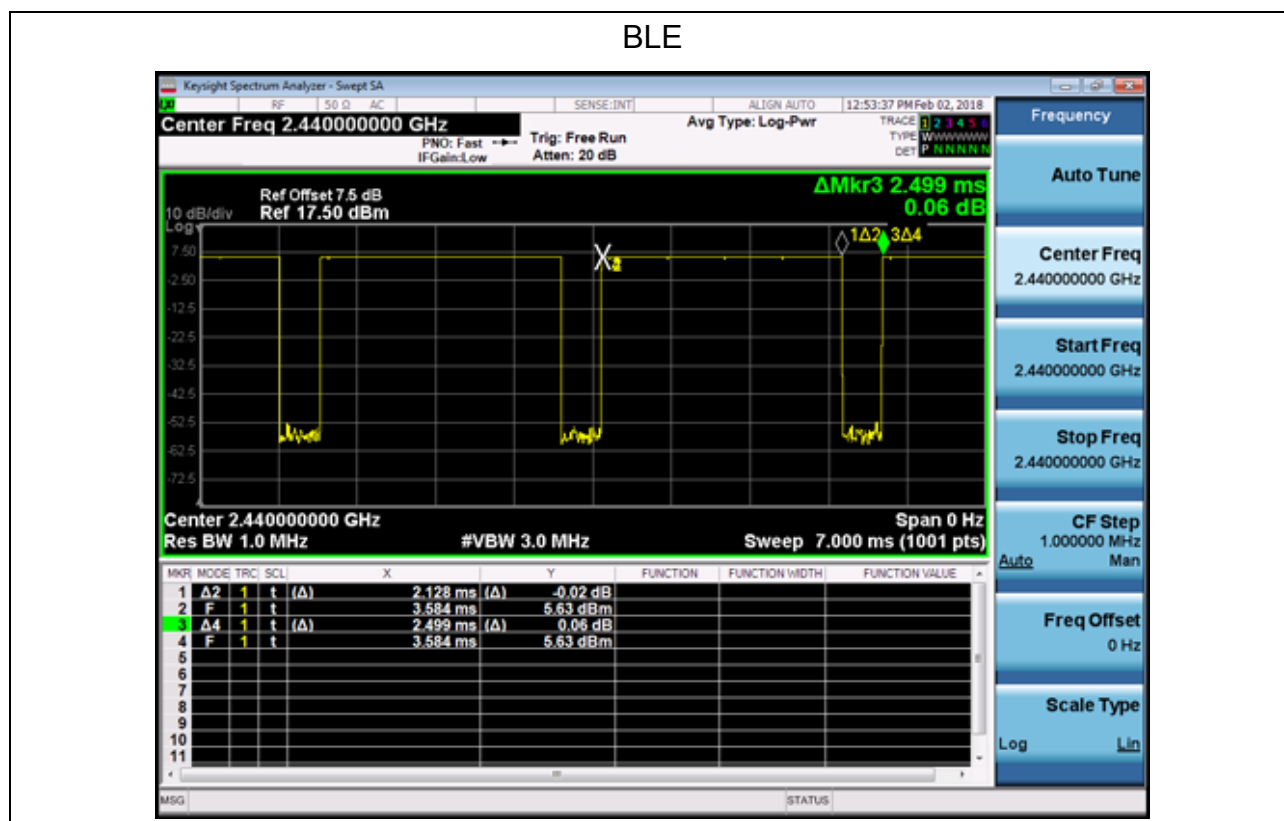 BLE
Keysight Spectrum Analyzer - Swept SA
RF 50 Ω AC SENSE:INT ALIGN AUTO 12:53:37 PM Feb 02, 2018
Center Freq 2.440000000 GHz
PNO: Fast
IFGain:Low
Trig: Free Run
Atten: 20 dB
Avg Type: Log-Pwr
TRACE 1 2 3 4 5 6
TYPE WWWWWW
DET P N N N N N
Ref Offset 7.5 dB
Ref 17.50 dBm
10 dB/div
Log
ΔMkr3 2.499 ms
0.06 dB
1Δ2 3Δ4
X
7.50
-2.50
-12.5
-22.5
-32.5
-42.5
-52.5
-62.5
-72.5
Center 2.440000000 GHz Span 0 Hz
Res BW 1.0 MHz #VBW 3.0 MHz Sweep 7.000 ms (1001 pts)
MKR MODE TRC SCL X Y FUNCTION FUNCTION WIDTH FUNCTION VALUE
1 Δ2 1 t (Δ) 2.128 ms (Δ) -0.02 dB
2 F 1 t 3.584 ms 5.63 dBm
3 Δ4 1 t (Δ) 2.499 ms (Δ) 0.06 dB
4 F 1 t 3.584 ms 5.63 dBm
5
6
7
8
9
10
11
MSG STATUS
Frequency
Auto Tune
Center Freq
2.440000000 GHz
Start Freq
2.440000000 GHz
Stop Freq
2.440000000 GHz
CF Step
1.000000 MHz
Auto Man
Freq Offset
0 Hz
Scale Type
Log Lin